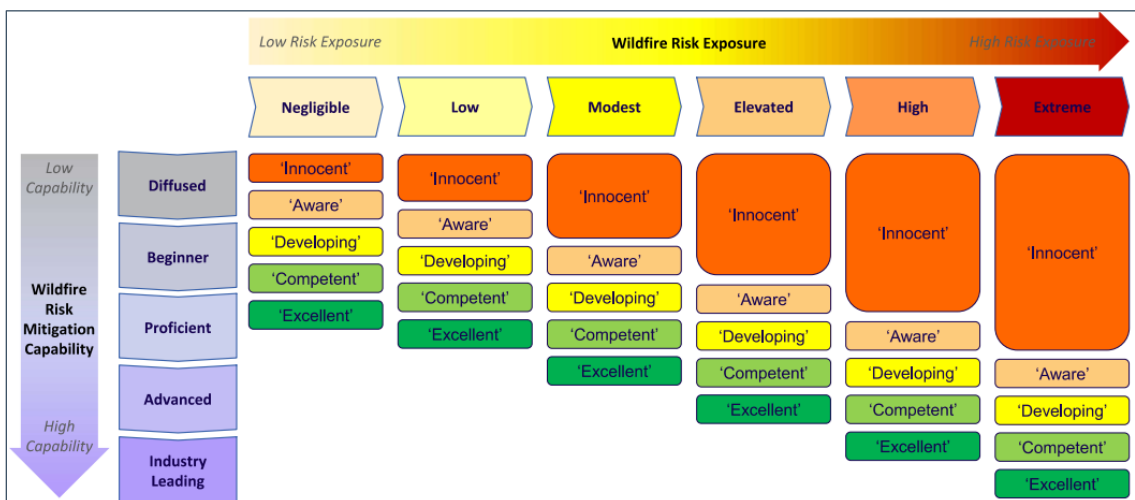 Low Risk Exposure Wildfire Risk Exposure High Risk Exposure
Negligible Low Modest Elevated High Extreme
Low
Capability
Wildfire
Risk
Mitigation
Capability
High
Capability
Diffused
Beginner
Proficient
Advanced
Industry
Leading
‘Innocent’
‘Aware’
‘Developing’
‘Competent’
‘Excellent’
‘Innocent’
‘Aware’
‘Developing’
‘Competent’
‘Excellent’
‘Innocent’
‘Aware’
‘Developing’
‘Competent’
‘Excellent’
‘Innocent’
‘Aware’
‘Developing’
‘Competent’
‘Excellent’
‘Innocent’
‘Aware’
‘Developing’
‘Competent’
‘Excellent’
‘Innocent’
‘Aware’
‘Developing’
‘Competent’
‘Excellent’